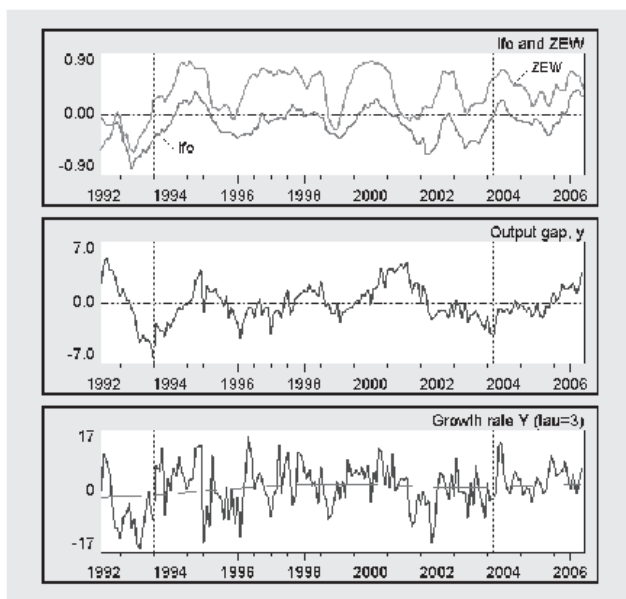 Ifo and ZEW
0.90
ZEW
0.00
Ifo
-0.90
1992 1994 1996 1998 2000 2002 2004 2006
Output gap, y
7.0
0.0
-7.0
1992 1994 1996 1998 2000 2002 2004 2006
Growth rate Y (lau=3)
17
0
-17
1992 1994 1996 1998 2000 2002 2004 2006